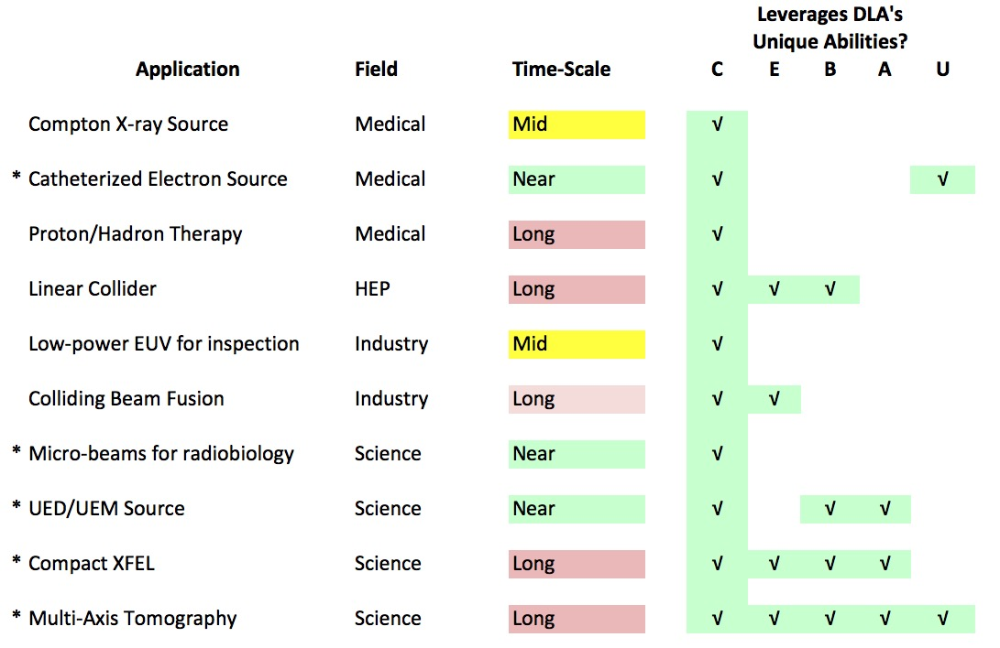 Leverages DLA's
Unique Abilities?
Application Field Time-Scale C E B A U
Compton X-ray Source Medical Mid √
* Catheterized Electron Source Medical Near √ √
Proton/Hadron Therapy Medical Long √
Linear Collider HEP Long √ √ √
Low-power EUV for inspection Industry Mid √
Colliding Beam Fusion Industry Long √ √
* Micro-beams for radiobiology Science Near √
* UED/UEM Source Science Near √ √ √
* Compact XFEL Science Long √ √ √ √
* Multi-Axis Tomography Science Long √ √ √ √ √